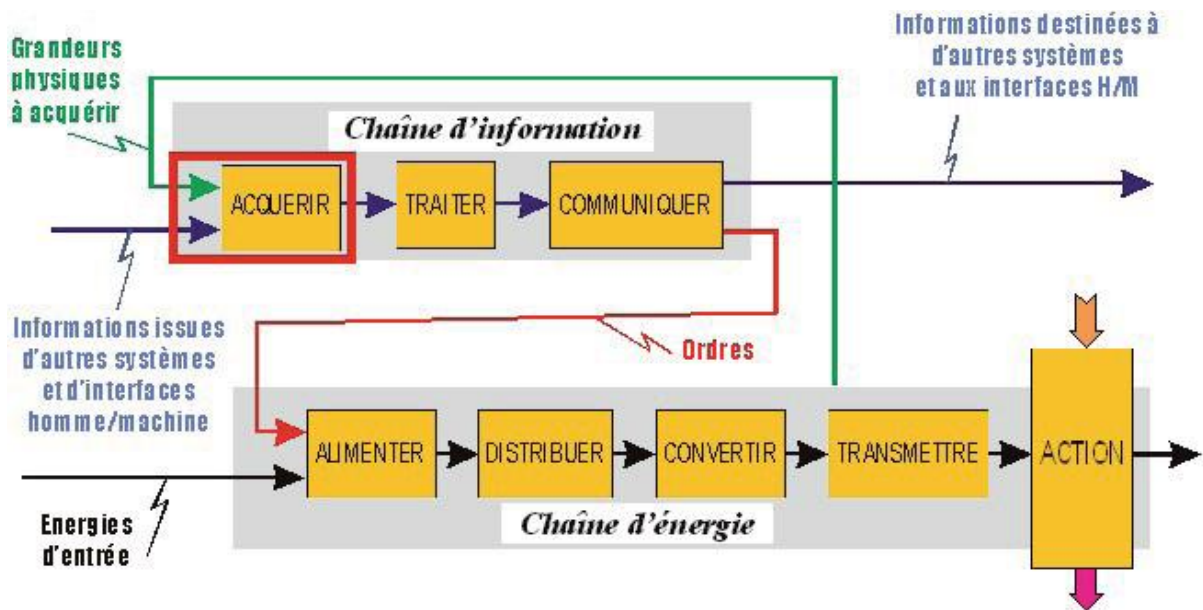 Grandeurs
physiques
à acquérir
Informations destinées à
d'autres systèmes
et aux interfaces H/M
Chaîne d'information
ACQUERIR
TRAITER
COMMUNIQUER
Informations issues
d'autres systèmes
et d'interfaces
homme/machine
Ordres
ALIMENTER
DISTRIBUER
CONVERTIR
TRANSMETTRE
ACTION
Chaîne d'énergie
Energies
d'entrée